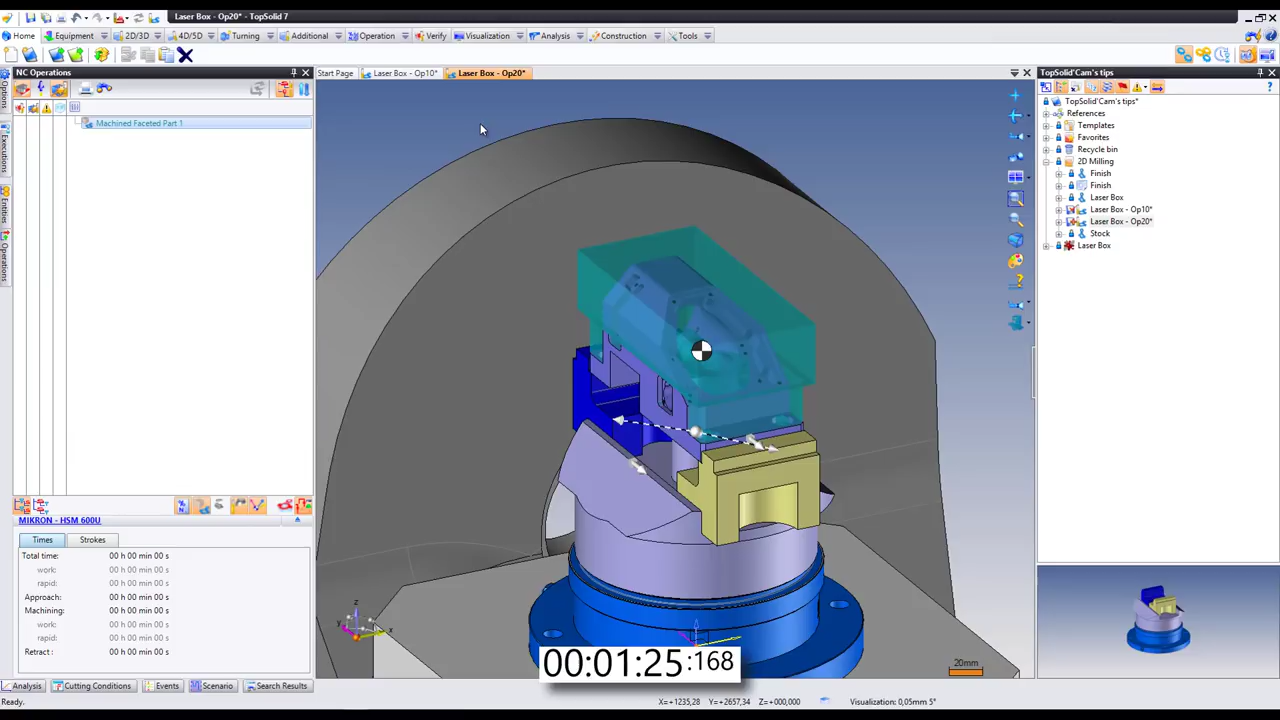 Laser Box - Op20* - TopSolid 7
Home
Equipment
2D/3D
4D/5D
Turning
Additional
Operation
Verify
Visualization
Analysis
Construction
Tools
NC Operations
Start Page
Laser Box - Op10*
Laser Box - Op20*
TopSolid'Cam's tips
Options
Executions
Entities
Operations
Machined Faceted Part 1
TopSolid'Cam's tips*
References
Templates
Favorites
Recycle bin
2D Milling
Finish
Finish
Laser Box
Laser Box - Op10*
Laser Box - Op20*
Stock
Laser Box
MIKRON - HSM 600U
Times
Strokes
Total time: 00 h 00 min 00 s
work: 00 h 00 min 00 s
rapid: 00 h 00 min 00 s
Approach: 00 h 00 min 00 s
Machining: 00 h 00 min 00 s
work: 00 h 00 min 00 s
rapid: 00 h 00 min 00 s
Retract : 00 h 00 min 00 s
z
y
x
20mm
00:01:25:168
Analysis
Cutting Conditions
Events
Scenario
Search Results
Ready.
X=+1235,28 Y=+2657,34 Z=+000,000
Visualization: 0,05mm 5°